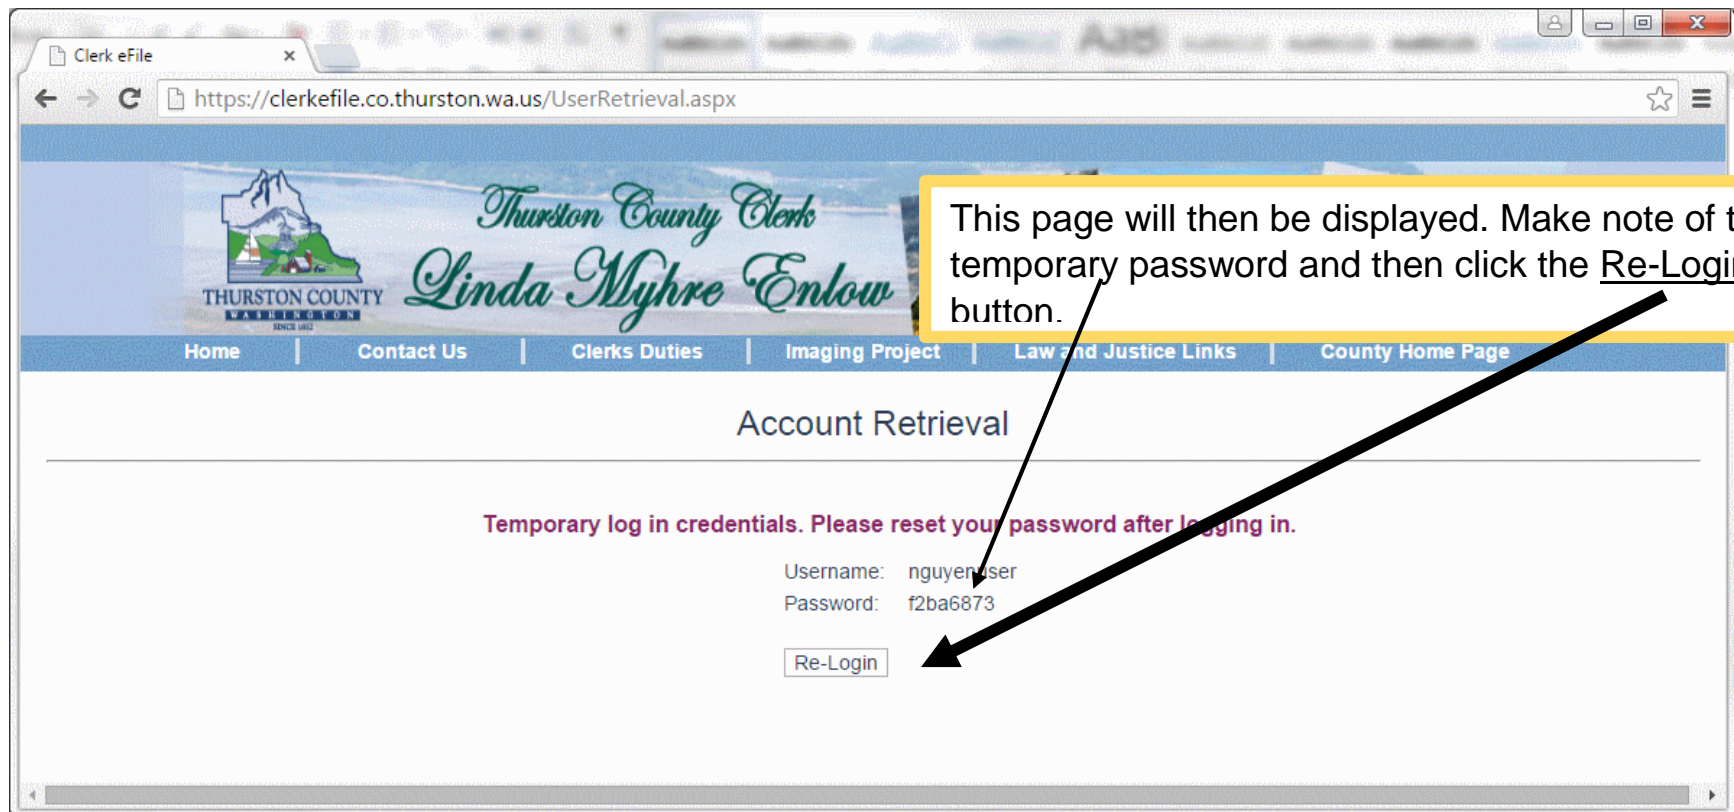 Clerk eFile
https://clerkefile.co.thurston.wa.us/UserRetrieval.aspx
Thurston County Clerk
Linda Myhre Enlow
THURSTON COUNTY
WASHINGTON
SINCE 1852
This page will then be displayed. Make note of t
temporary password and then click the Re-Login
button.
Home | Contact Us | Clerks Duties | Imaging Project | Law and Justice Links | County Home Page
Account Retrieval
Temporary log in credentials. Please reset your password after logging in.
Username: nguyenuser
Password: f2ba6873
Re-Login